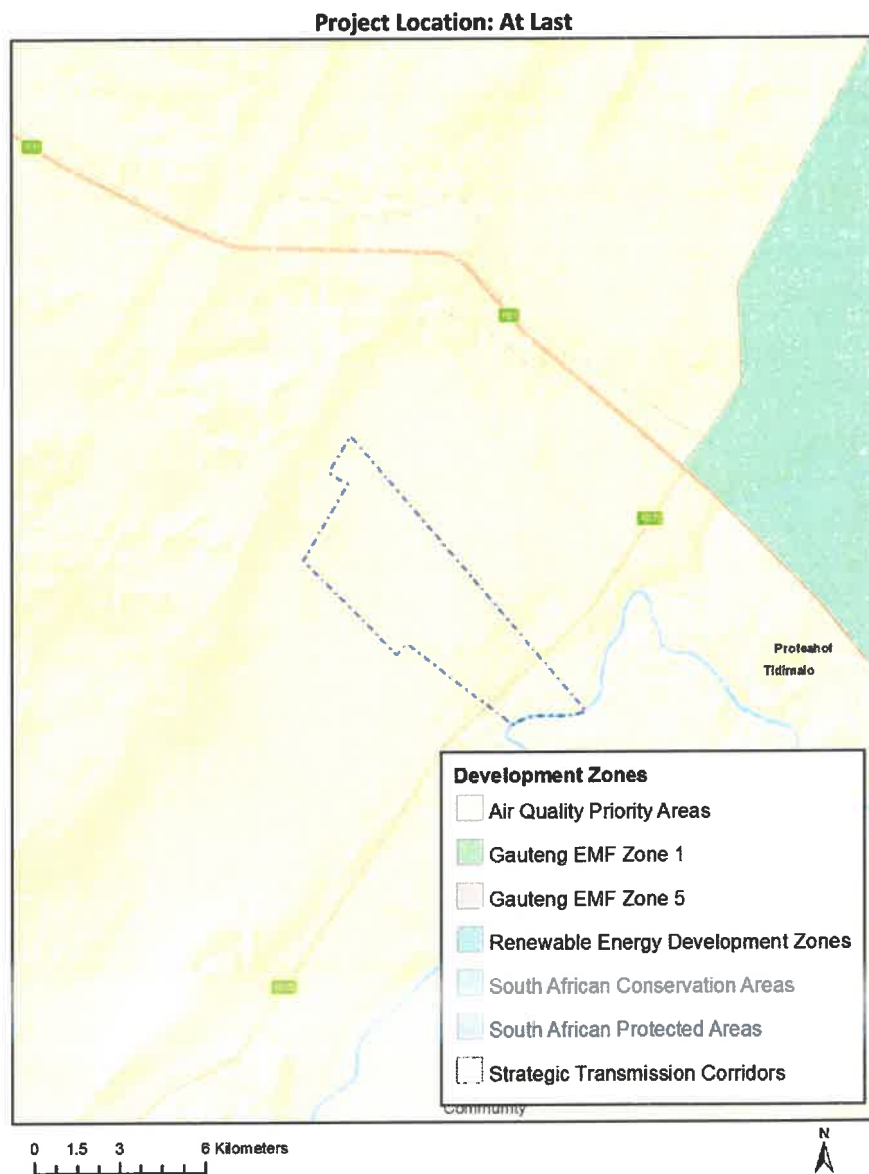 Project Location: At Last
Proteahof
Tidimalo
Development Zones
Air Quality Priority Areas
Gauteng EMF Zone 1
Gauteng EMF Zone 5
Renewable Energy Development Zones
South African Conservation Areas
South African Protected Areas
Strategic Transmission Corridors
Community
0 1.5 3 6 Kilometers
N